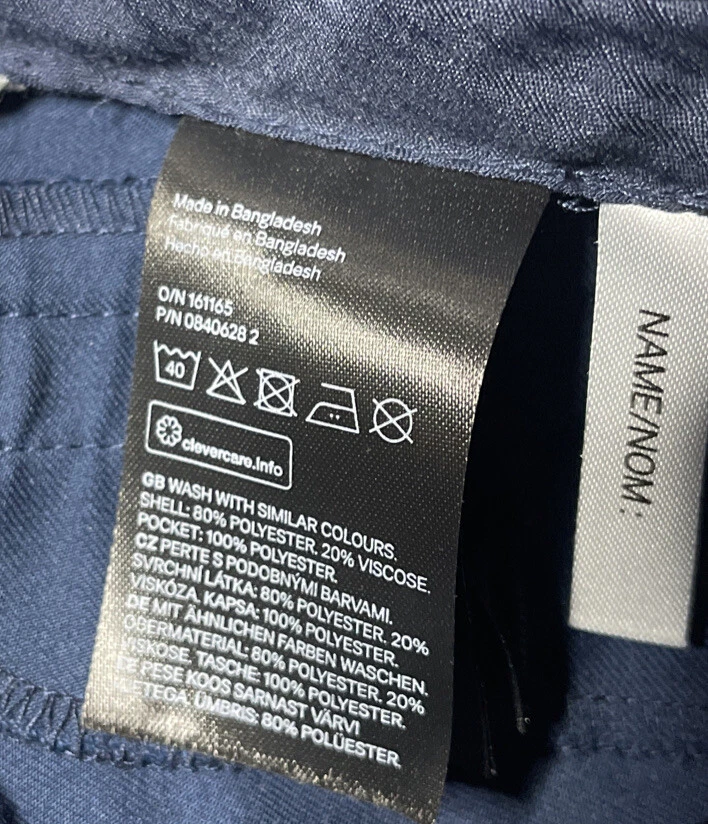 Made in Bangladesh
Fabriqué en Bangladesh
Hecho en Bangladesh
O/N 161165
P/N 0840628 2
40
clevercare.info
GB WASH WITH SIMILAR COLOURS.
SHELL: 80% POLYESTER. 20% VISCOSE.
POCKET: 100% POLYESTER.
CZ PERTE S PODOBNÝMI BARVAMI.
SVRCHNÍ LÁTKA: 80% POLYESTER. 20%
VISKÓZA. KAPSA: 100% POLYESTER.
DE MIT ÄHNLICHEN FARBEN WASCHEN.
OBERMATERIAL: 80% POLYESTER. 20%
VISKOSE. TASCHE: 100% POLYESTER.
EE PESE KOOS SARNAST VÄRVI
ETEGA. ÜMBRIS: 80% POLÜESTER.
NAME/NOM: